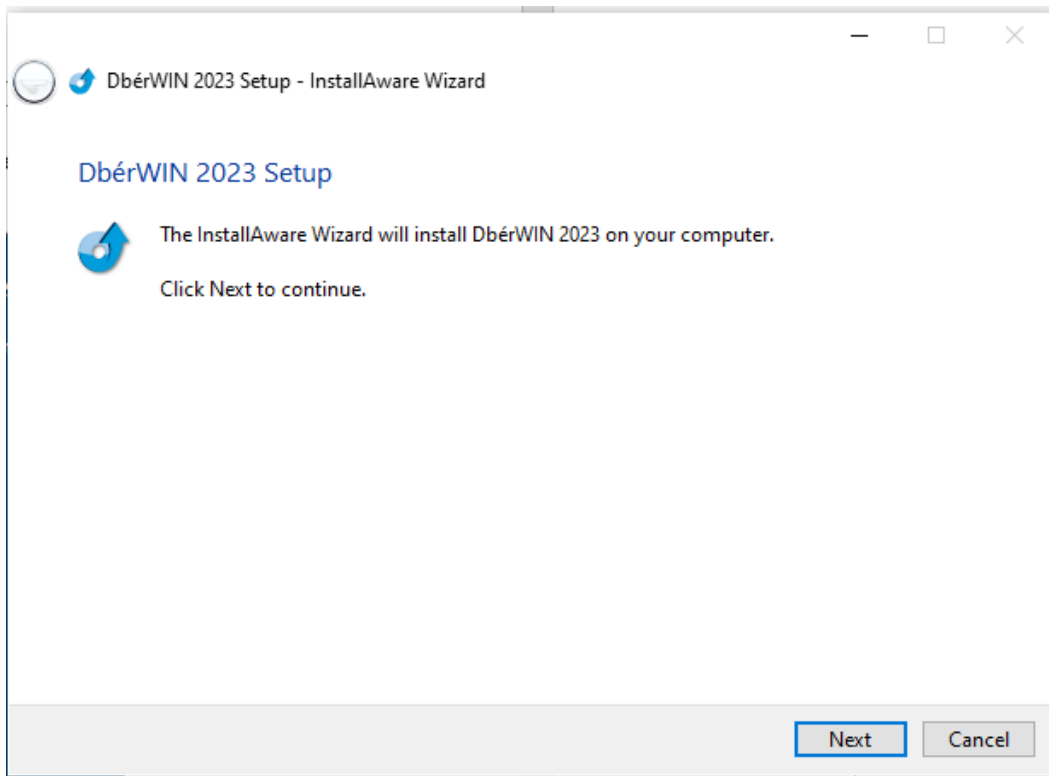 DbérWIN 2023 Setup - InstallAware Wizard
DbérWIN 2023 Setup
The InstallAware Wizard will install DbérWIN 2023 on your computer.
Click Next to continue.
Next
Cancel